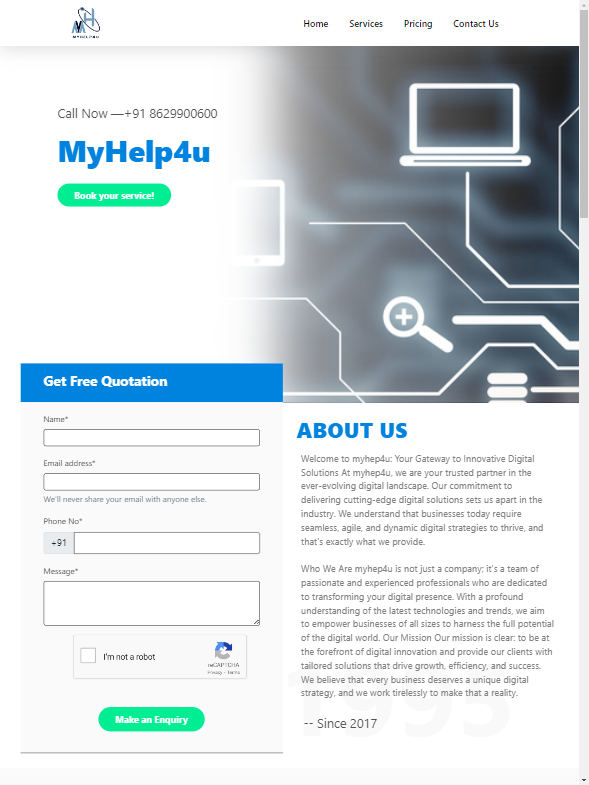 MYHELP4U
Home Services Pricing Contact Us
Call Now —+91 8629900600
MyHelp4u
Book your service!
Get Free Quotation
Name*
Email address*
We'll never share your email with anyone else.
Phone No*
+91
Message*
I'm not a robot
reCAPTCHA
Privacy - Terms
Make an Enquiry
ABOUT US
Welcome to myhep4u: Your Gateway to Innovative Digital
Solutions At myhep4u, we are your trusted partner in the
ever-evolving digital landscape. Our commitment to
delivering cutting-edge digital solutions sets us apart in the
industry. We understand that businesses today require
seamless, agile, and dynamic digital strategies to thrive, and
that's exactly what we provide.
Who We Are myhep4u is not just a company; it's a team of
passionate and experienced professionals who are dedicated
to transforming your digital presence. With a profound
understanding of the latest technologies and trends, we aim
to empower businesses of all sizes to harness the full potential
of the digital world. Our Mission Our mission is clear: to be at
the forefront of digital innovation and provide our clients with
tailored solutions that drive growth, efficiency, and success.
We believe that every business deserves a unique digital
strategy, and we work tirelessly to make that a reality.
1995
-- Since 2017